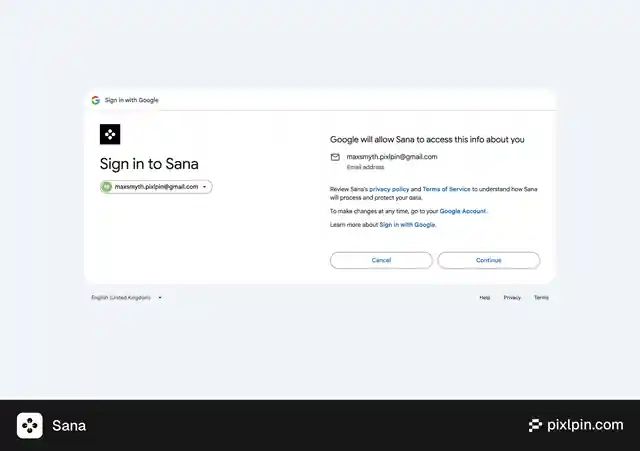 Sign in with Google
Sign in to Sana
maxsmyth.pixlpin@gmail.com
Google will allow Sana to access this info about you
maxsmyth.pixlpin@gmail.com
Email address
Review Sana's privacy policy and Terms of Service to understand how Sana
will process and protect your data.
To make changes at any time, go to your Google Account.
Learn more about Sign in with Google.
Cancel
Continue
English (United Kingdom)
Help
Privacy
Terms
Sana
pixlpin.com